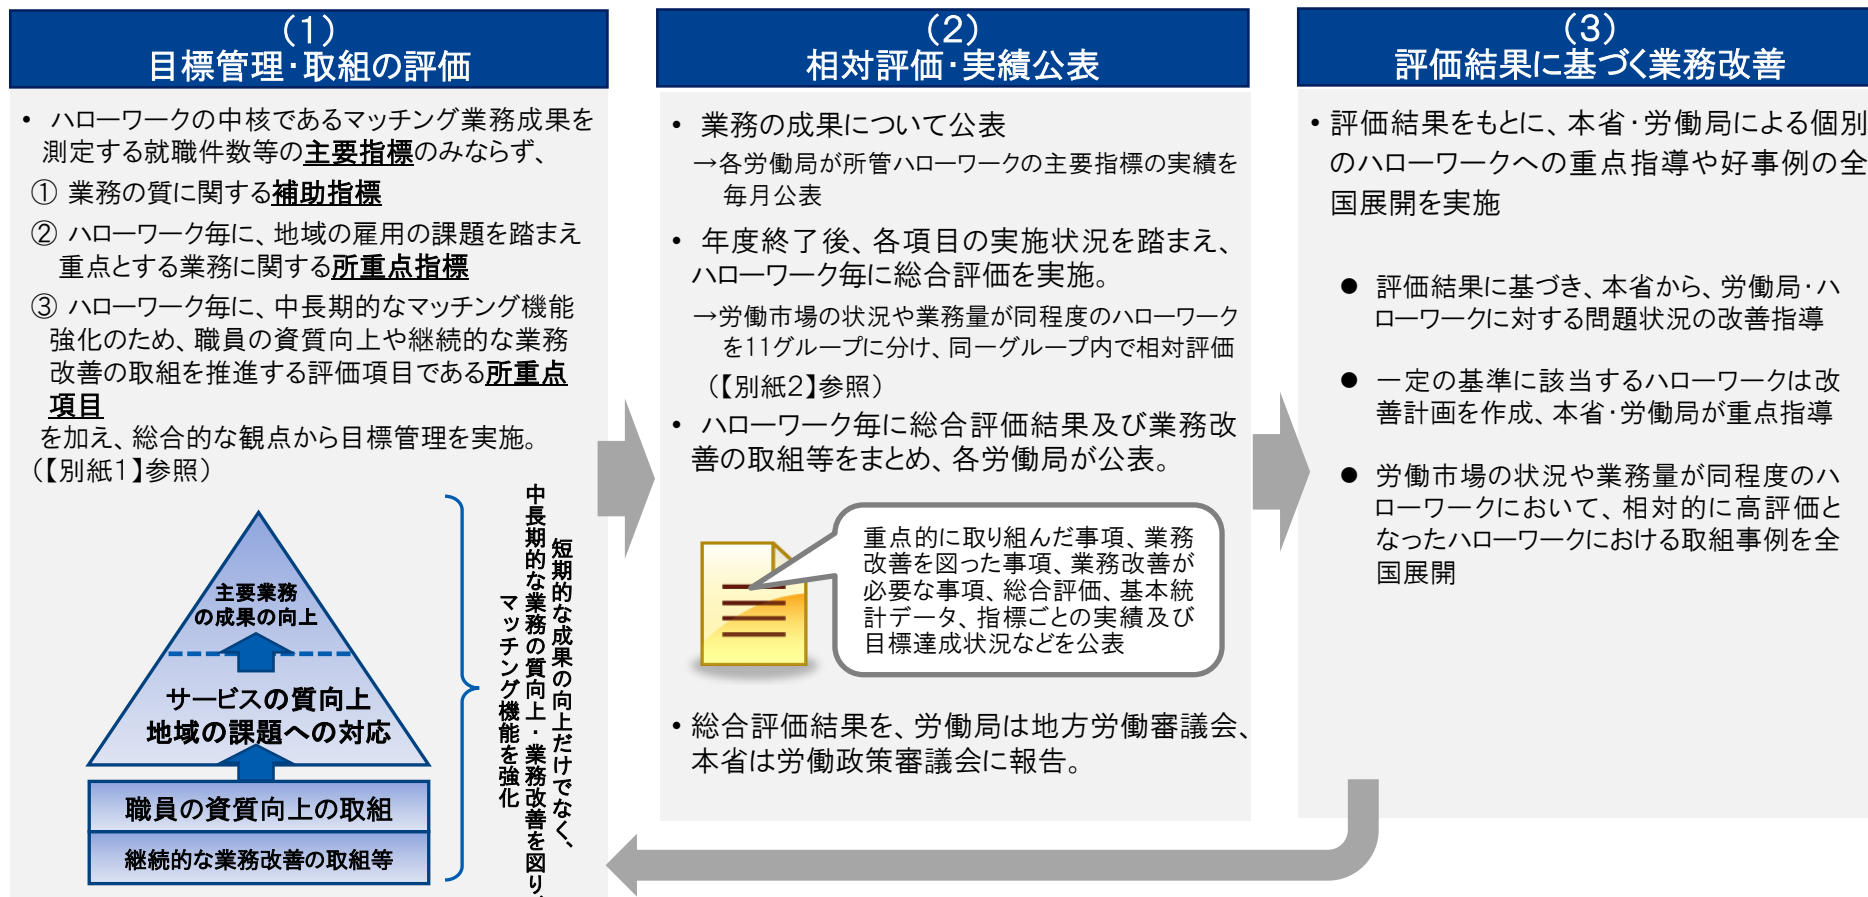 (1)
目標管理･取組の評価
• ハローワークの中核であるマッチング業務成果を
測定する就職件数等の主要指標のみならず、
① 業務の質に関する補助指標
② ハローワーク毎に、地域の雇用の課題を踏まえ
重点とする業務に関する所重点指標
③ ハローワーク毎に、中長期的なマッチング機能
強化のため、職員の資質向上や継続的な業務
改善の取組を推進する評価項目である所重点
項目
を加え、総合的な観点から目標管理を実施。
(【別紙1】参照)
主要業務
の成果の向上
サービスの質向上
地域の課題への対応
職員の資質向上の取組
継続的な業務改善の取組等
短期的な成果の向上だけでなく、
中長期的な業務の質向上・業務改善を図り、
マッチング機能を強化
(2)
相対評価･実績公表
• 業務の成果について公表
→各労働局が所管ハローワークの主要指標の実績を
毎月公表
• 年度終了後、各項目の実施状況を踏まえ、
ハローワーク毎に総合評価を実施。
→労働市場の状況や業務量が同程度のハローワーク
を11グループに分け、同一グループ内で相対評価
(【別紙2】参照)
• ハローワーク毎に総合評価結果及び業務改
善の取組等をまとめ、各労働局が公表。
重点的に取り組んだ事項、業務
改善を図った事項、業務改善が
必要な事項、総合評価、基本統
計データ、指標ごとの実績及び
目標達成状況などを公表
• 総合評価結果を、労働局は地方労働審議会、
本省は労働政策審議会に報告。
(3)
評価結果に基づく業務改善
• 評価結果をもとに、本省･労働局による個別
のハローワークへの重点指導や好事例の全
国展開を実施
● 評価結果に基づき、本省から、労働局･ハ
ローワークに対する問題状況の改善指導
● 一定の基準に該当するハローワークは改
善計画を作成、本省･労働局が重点指導
● 労働市場の状況や業務量が同程度のハ
ローワークにおいて、相対的に高評価と
なったハローワークにおける取組事例を全
国展開